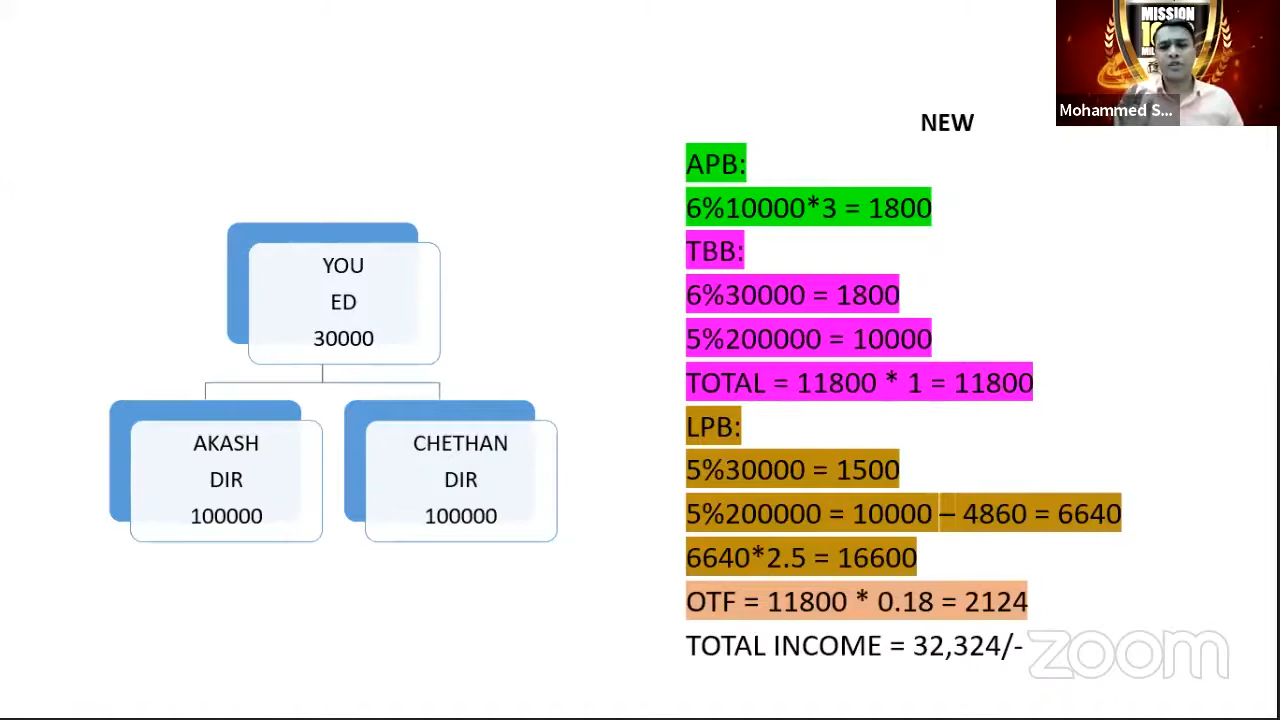 MISSION
Mohammed S...
NEW
APB:
6%10000*3 = 1800
TBB:
6%30000 = 1800
5%200000 = 10000
TOTAL = 11800 * 1 = 11800
LPB:
5%30000 = 1500
5%200000 = 10000 – 4860 = 6640
6640*2.5 = 16600
OTF = 11800 * 0.18 = 2124
TOTAL INCOME = 32,324/-
YOU
ED
30000
AKASH
DIR
100000
CHETHAN
DIR
100000
zoom